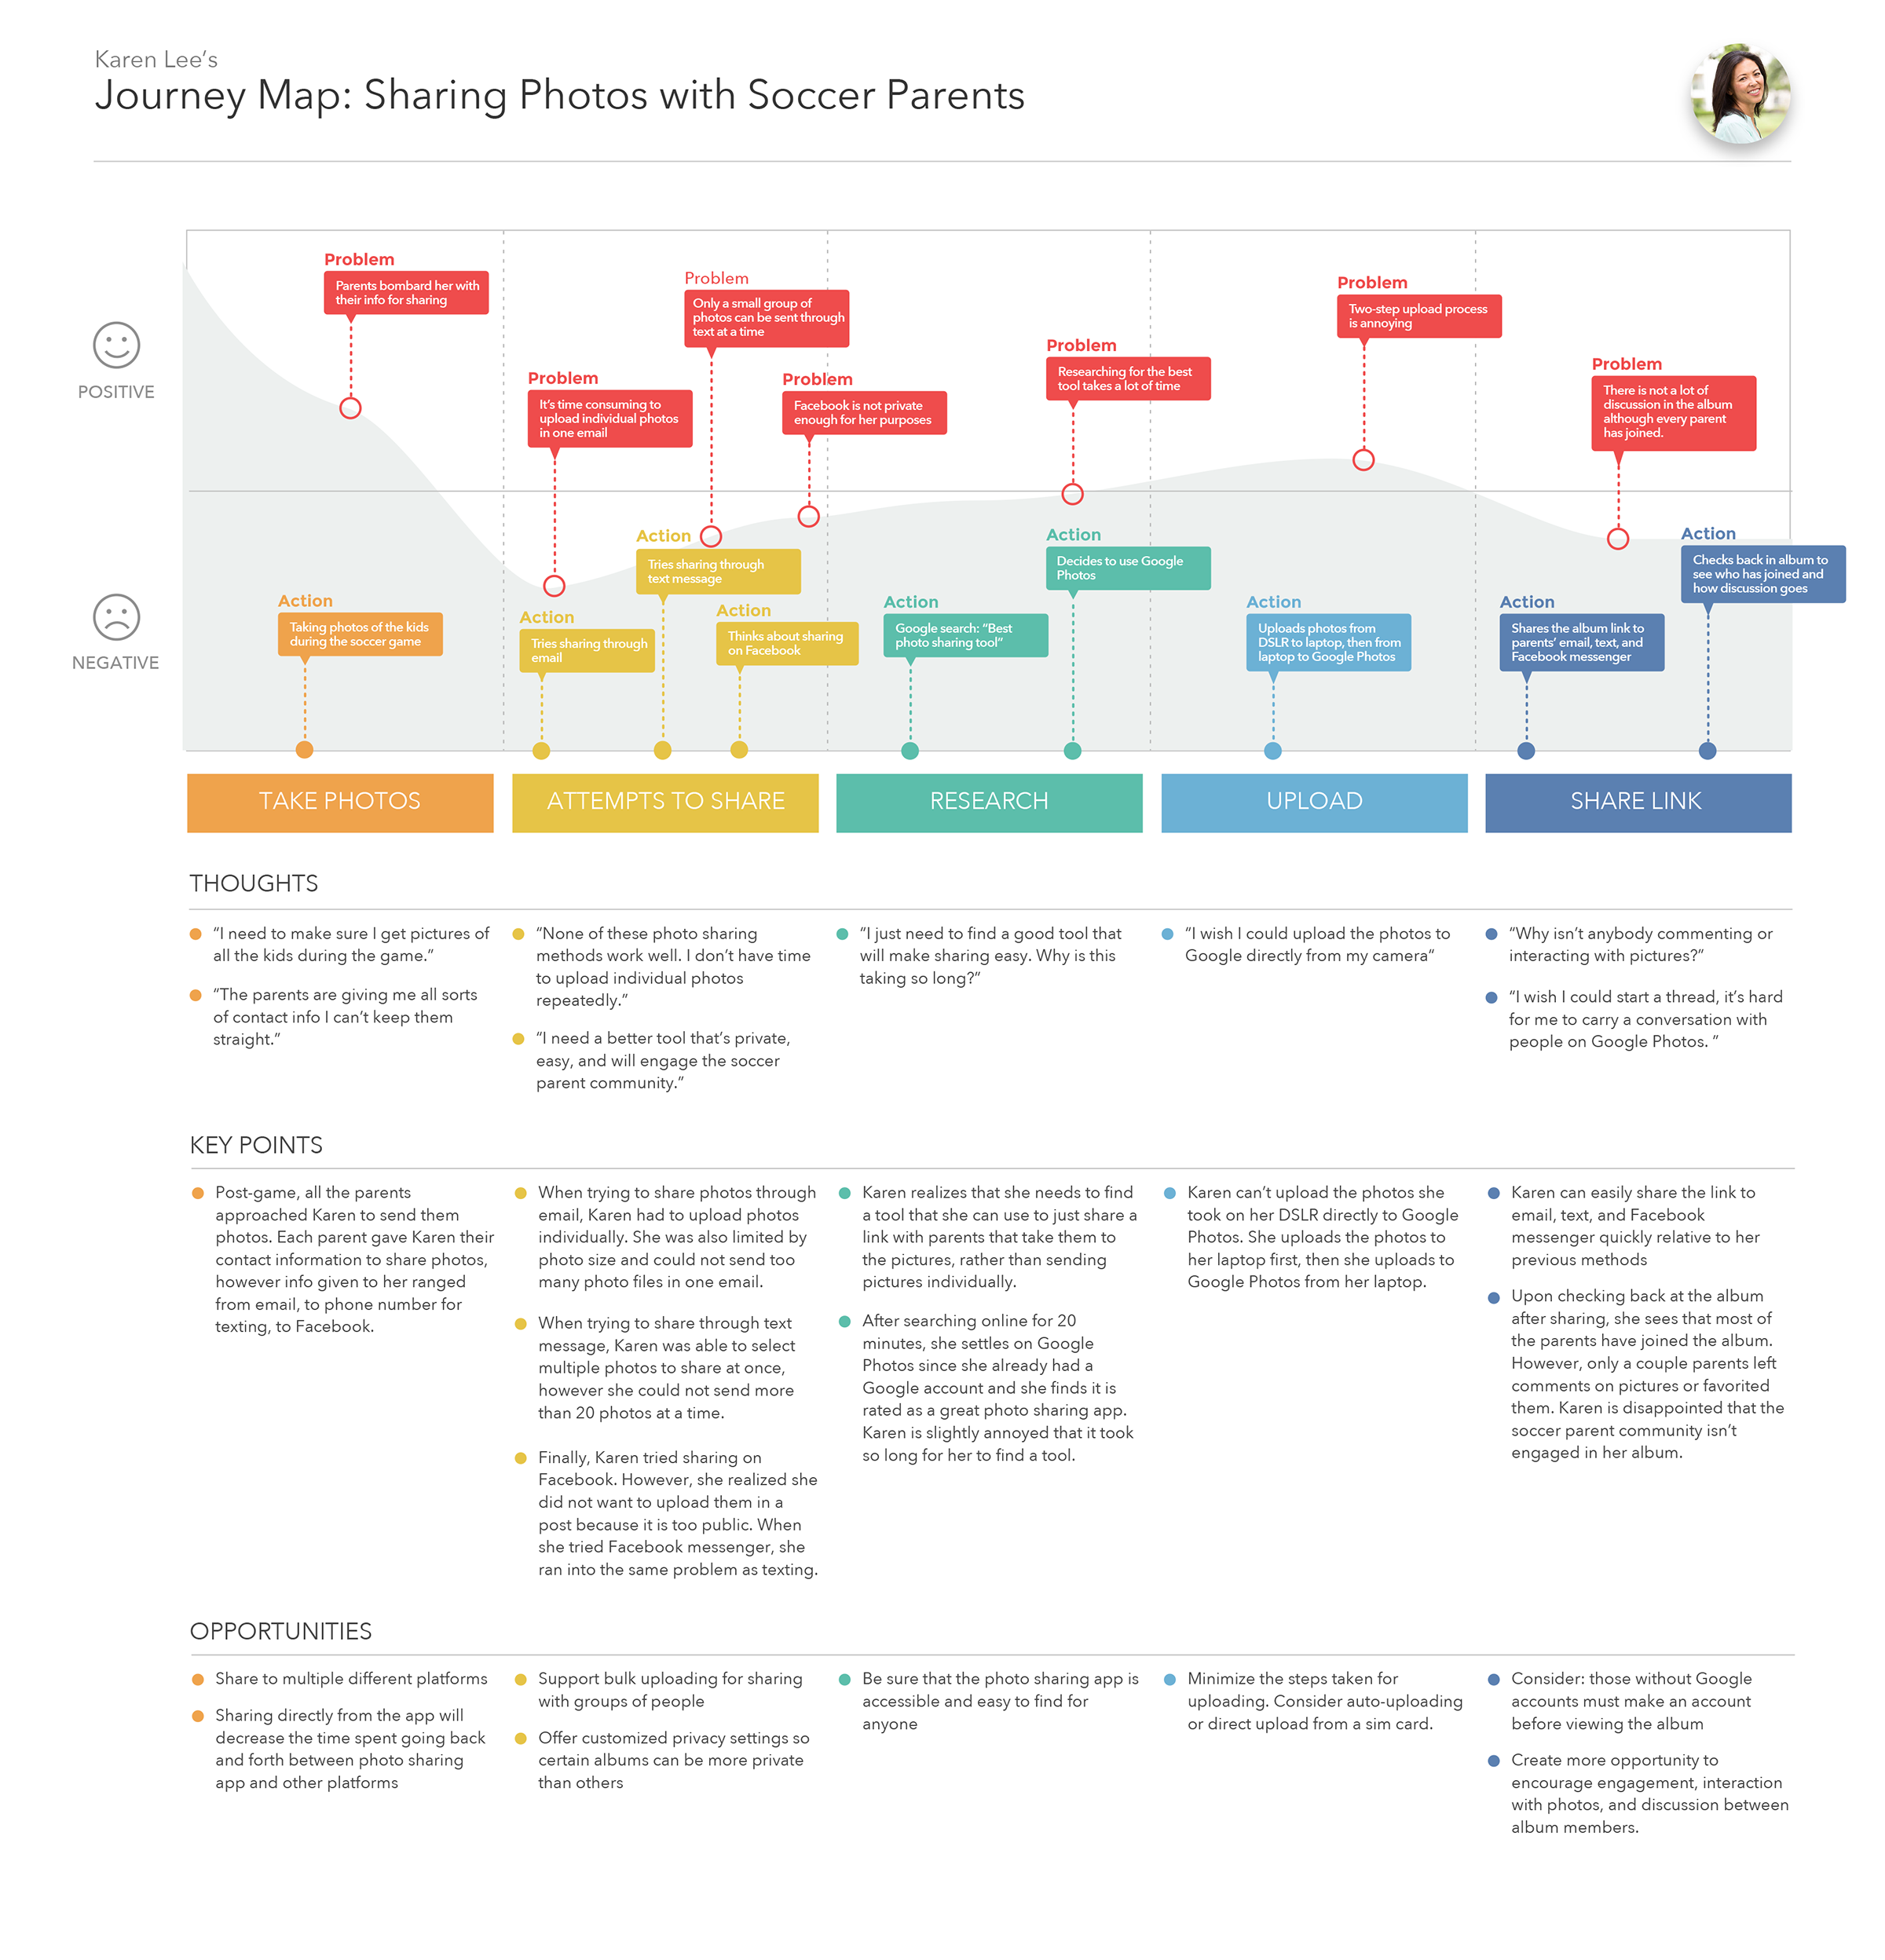 Karen Lee's
Journey Map: Sharing Photos with Soccer Parents
POSITIVE
NEGATIVE
Problem
Parents bombard her with
their info for sharing
Problem
It's time consuming to
upload individual photos
in one email
Problem
Only a small group of
photos can be sent through
text at a time
Problem
Facebook is not private
enough for her purposes
Problem
Researching for the best
tool takes a lot of time
Problem
Two-step upload process
is annoying
Problem
There is not a lot of
discussion in the album
although every parent
has joined.
Action
Taking photos of the kids
during the soccer game
Action
Tries sharing through
email
Action
Tries sharing through
text message
Action
Thinks about sharing
on Facebook
Action
Google search: “Best
photo sharing tool“
Action
Decides to use Google
Photos
Action
Uploads photos from
DSLR to laptop, then from
laptop to Google Photos
Action
Shares the album link to
parents’ email, text, and
Facebook messenger
Action
Checks back in album to
see who has joined and
how discussion goes
TAKE PHOTOS
ATTEMPTS TO SHARE
RESEARCH
UPLOAD
SHARE LINK
THOUGHTS
“I need to make sure I get pictures of
all the kids during the game.”
“The parents are giving me all sorts
of contact info I can’t keep them
straight.”
“None of these photo sharing
methods work well. I don’t have time
to upload individual photos
repeatedly.”
“I need a better tool that’s private,
easy, and will engage the soccer
parent community.”
“I just need to find a good tool that
will make sharing easy. Why is this
taking so long?”
“I wish I could upload the photos to
Google directly from my camera“
“Why isn’t anybody commenting or
interacting with pictures?”
“I wish I could start a thread, it’s hard
for me to carry a conversation with
people on Google Photos. ”
KEY POINTS
Post-game, all the parents
approached Karen to send them
photos. Each parent gave Karen their
contact information to share photos,
however info given to her ranged
from email, to phone number for
texting, to Facebook.
When trying to share photos through
email, Karen had to upload photos
individually. She was also limited by
photo size and could not send too
many photo files in one email.
When trying to share through text
message, Karen was able to select
multiple photos to share at once,
however she could not send more
than 20 photos at a time.
Finally, Karen tried sharing on
Facebook. However, she realized she
did not want to upload them in a
post because it is too public. When
she tried Facebook messenger, she
ran into the same problem as texting.
Karen realizes that she needs to find
a tool that she can use to just share a
link with parents that take them to
the pictures, rather than sending
pictures individually.
After searching online for 20
minutes, she settles on Google
Photos since she already had a
Google account and she finds it is
rated as a great photo sharing app.
Karen is slightly annoyed that it took
so long for her to find a tool.
Karen can’t upload the photos she
took on her DSLR directly to Google
Photos. She uploads the photos to
her laptop first, then she uploads to
Google Photos from her laptop.
Karen can easily share the link to
email, text, and Facebook
messenger quickly relative to her
previous methods
Upon checking back at the album
after sharing, she sees that most of
the parents have joined the album.
However, only a couple parents left
comments on pictures or favorited
them. Karen is disappointed that the
soccer parent community isn’t
engaged in her album.
OPPORTUNITIES
Share to multiple different platforms
Sharing directly from the app will
decrease the time spent going back
and forth between photo sharing
app and other platforms
Support bulk uploading for sharing
with groups of people
Offer customized privacy settings so
certain albums can be more private
than others
Be sure that the photo sharing app is
accessible and easy to find for
anyone
Minimize the steps taken for
uploading. Consider auto-uploading
or direct upload from a sim card.
Consider: those without Google
accounts must make an account
before viewing the album
Create more opportunity to
encourage engagement, interaction
with photos, and discussion between
album members.